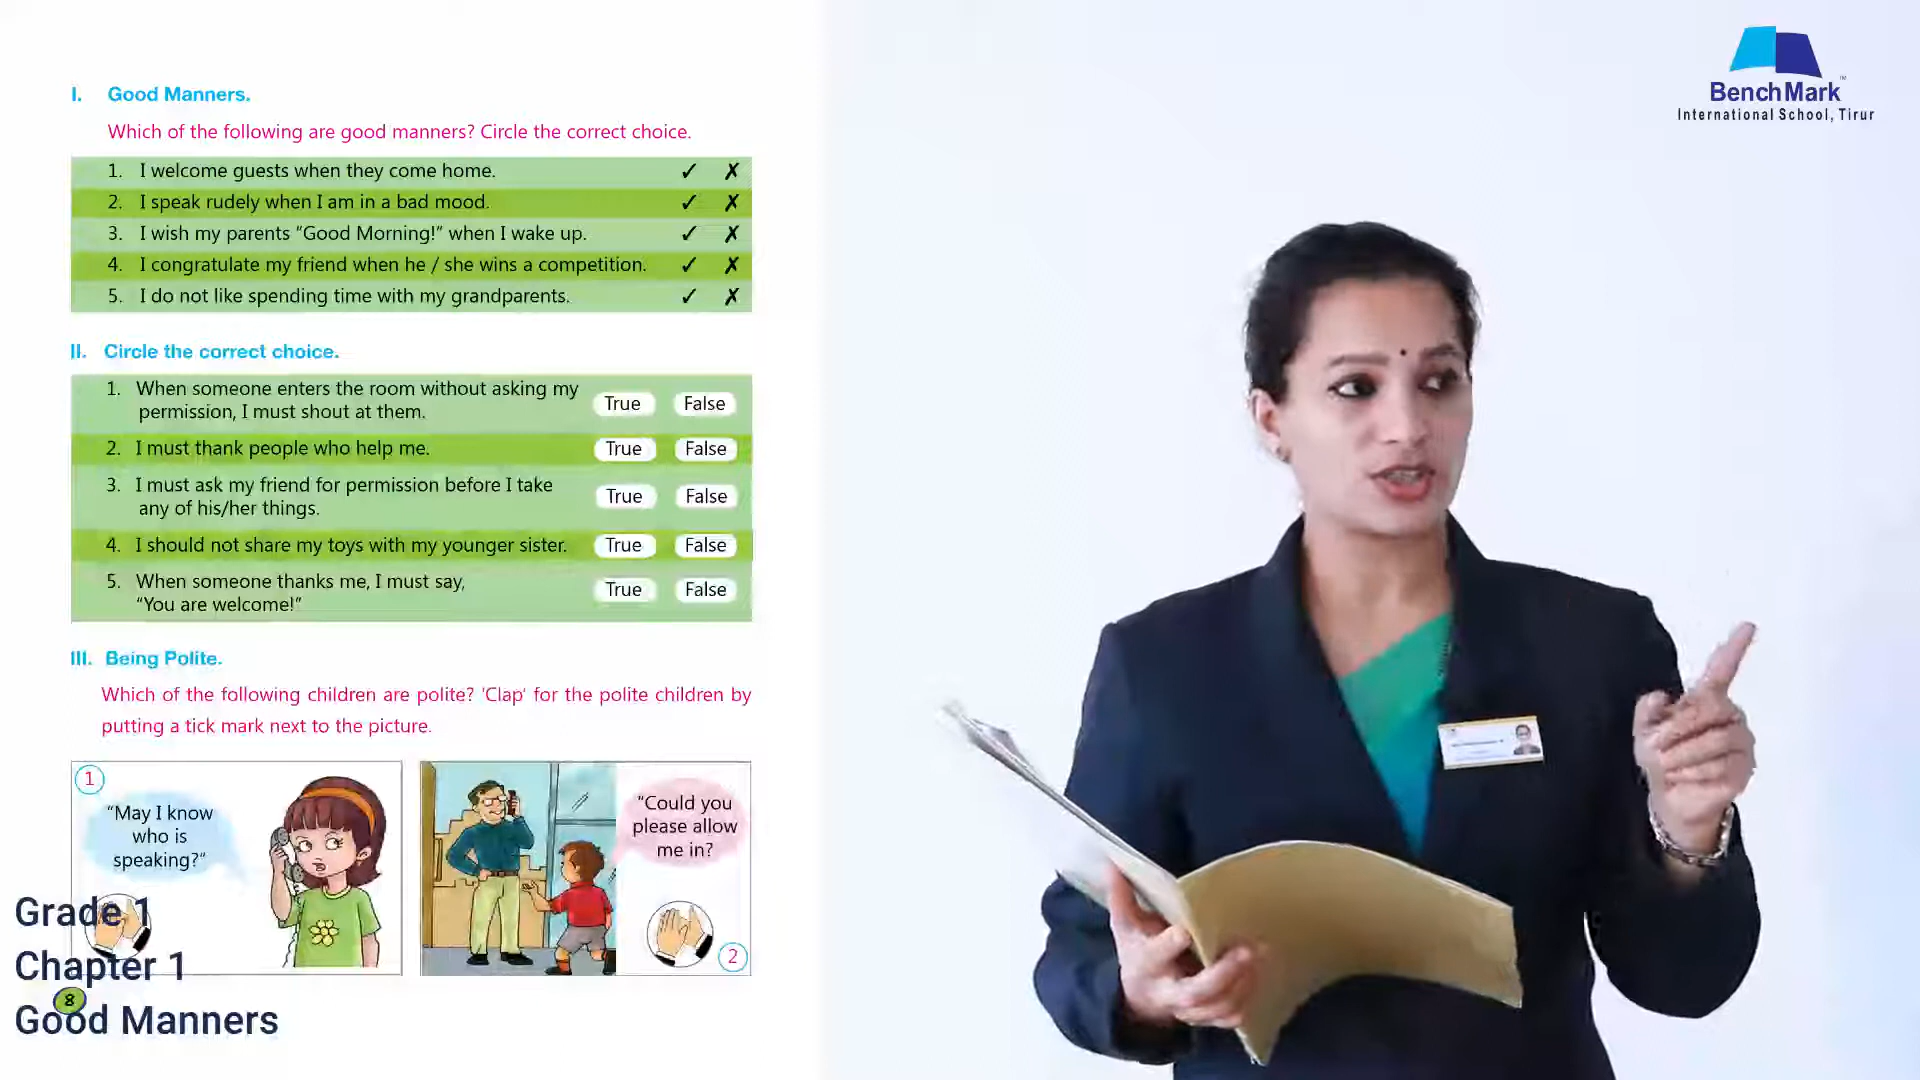 I. Good Manners.
Which of the following are good manners? Circle the correct choice.
1. I welcome guests when they come home. ✓ ✗
2. I speak rudely when I am in a bad mood. ✓ ✗
3. I wish my parents “Good Morning!” when I wake up. ✓ ✗
4. I congratulate my friend when he / she wins a competition. ✓ ✗
5. I do not like spending time with my grandparents. ✓ ✗
II. Circle the correct choice.
1. When someone enters the room without asking my
permission, I must shout at them. True False
2. I must thank people who help me. True False
3. I must ask my friend for permission before I take
any of his/her things. True False
4. I should not share my toys with my younger sister. True False
5. When someone thanks me, I must say,
“You are welcome!” True False
III. Being Polite.
Which of the following children are polite? 'Clap' for the polite children by
putting a tick mark next to the picture.
1
“May I know
who is
speaking?”
“Could you
please allow
me in?
2
Grade 1
Chapter 1
8
Good Manners
BenchMark
International School, Tirur